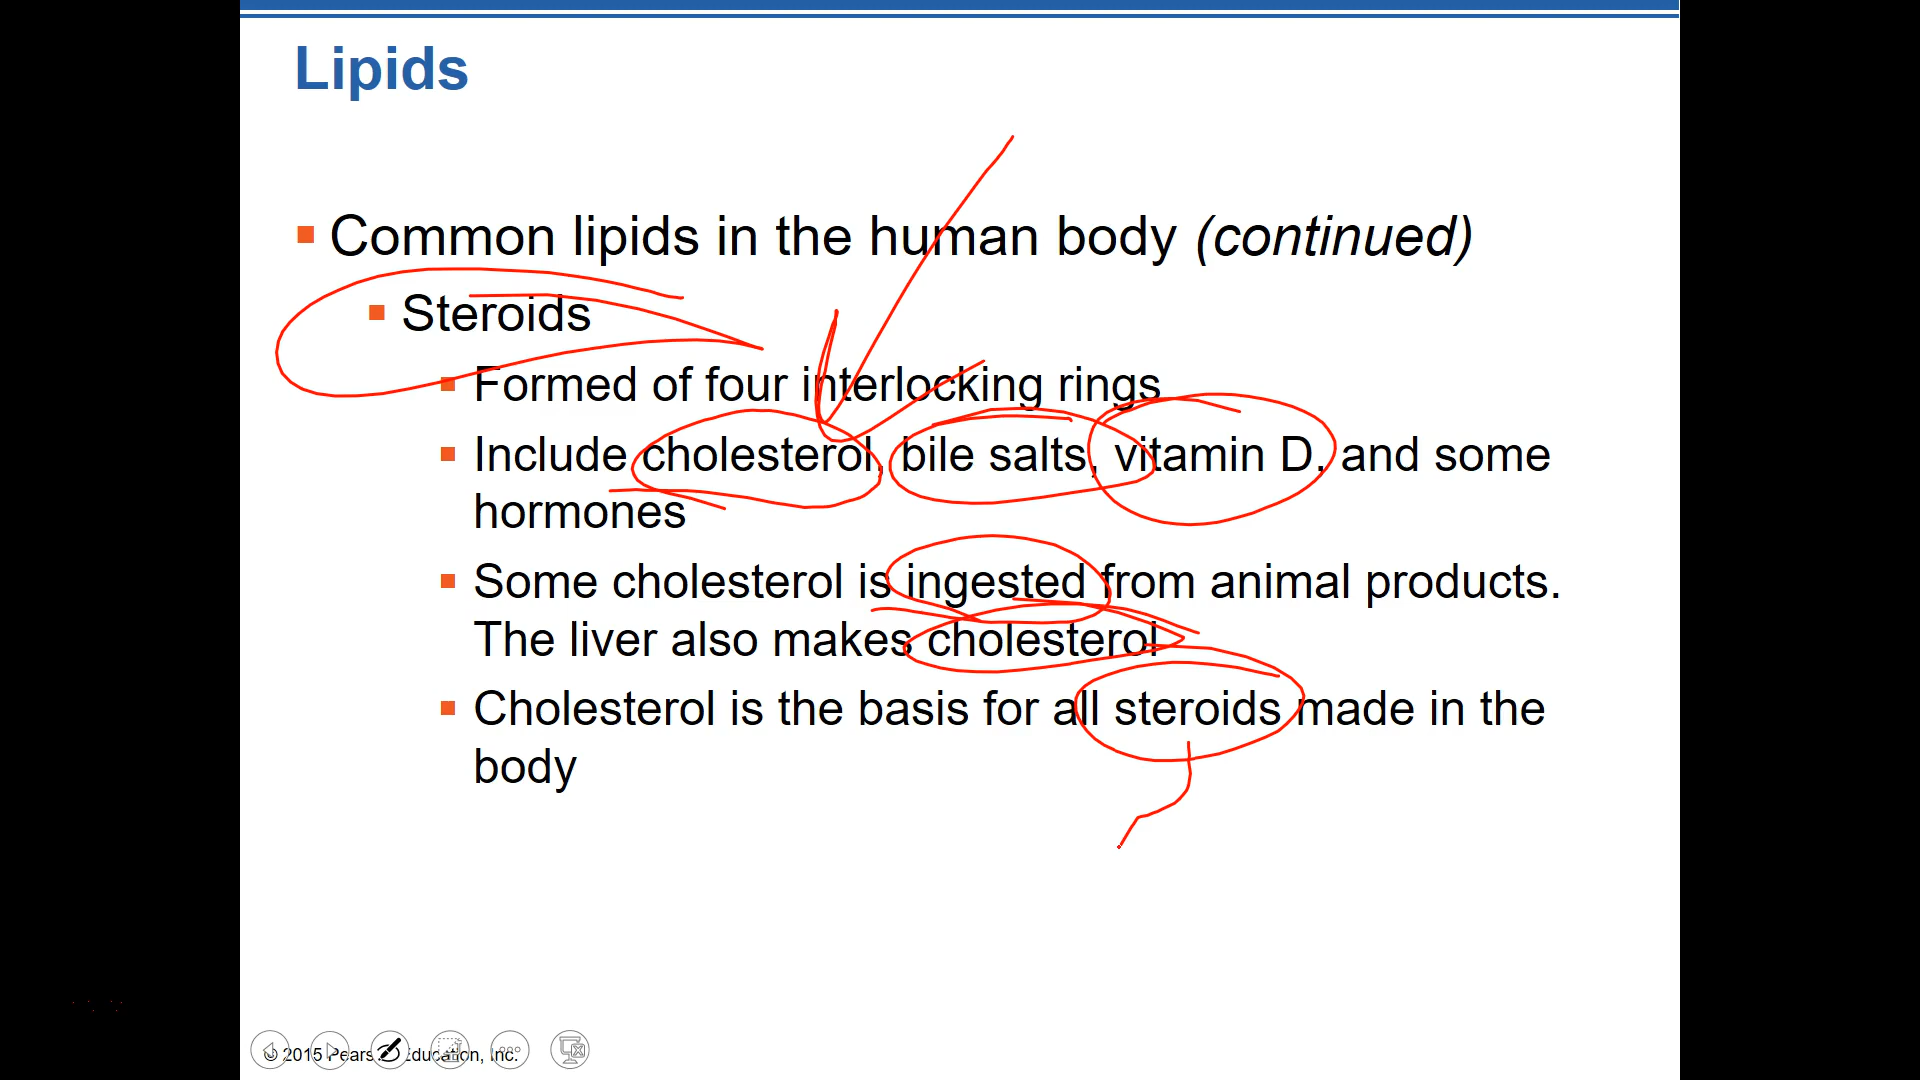 Lipids
Common lipids in the human body (continued)
Steroids
Formed of four interlocking rings
Include cholesterol, bile salts, vitamin D, and some
hormones
Some cholesterol is ingested from animal products.
The liver also makes cholesterol
Cholesterol is the basis for all steroids made in the
body
© 2015 Pearson Education, Inc.